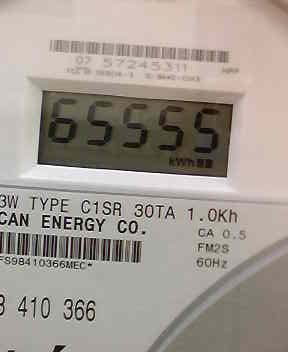 07 57245311
65555
kWh
3W TYPE C1SR 30TA 1.0Kh
CAN ENERGY CO.
CA 0.5
FM2S
FS98410366MEC*
60Hz
3 410 366